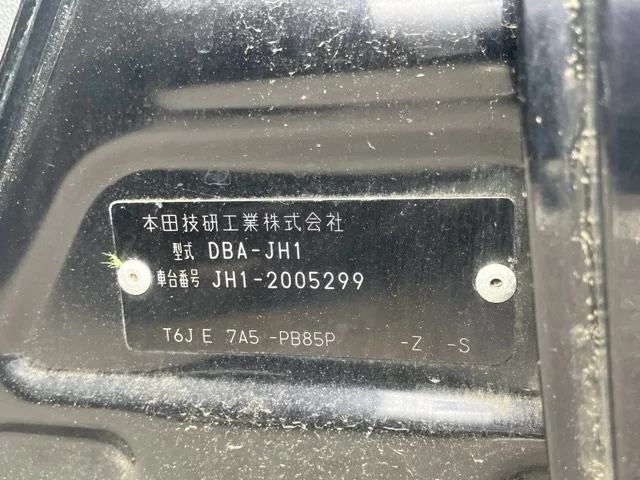 本田技研工業株式会社
型式 DBA-JH1
車台番号 JH1-2005299
T6J E 7A5 -PB85P -Z -S